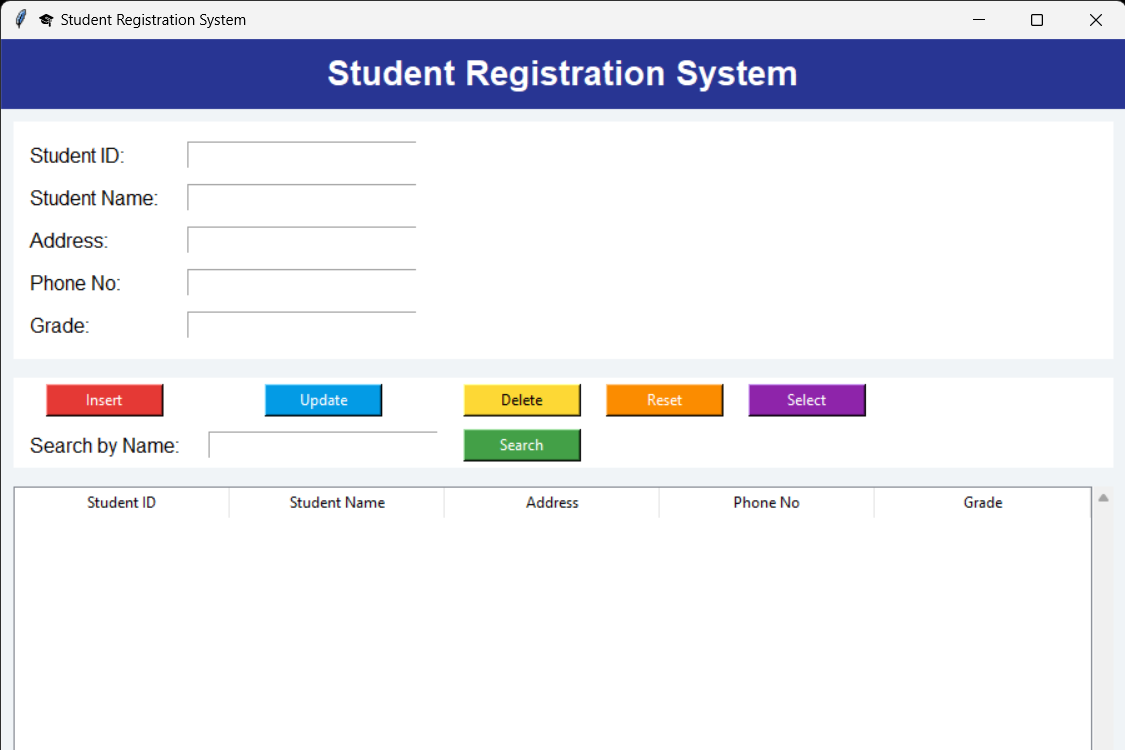 Student Registration System
Student Registration System
Student ID:
Student Name:
Address:
Phone No:
Grade:
Insert Update Delete Reset Select
Search by Name: Search
Student ID Student Name Address Phone No Grade